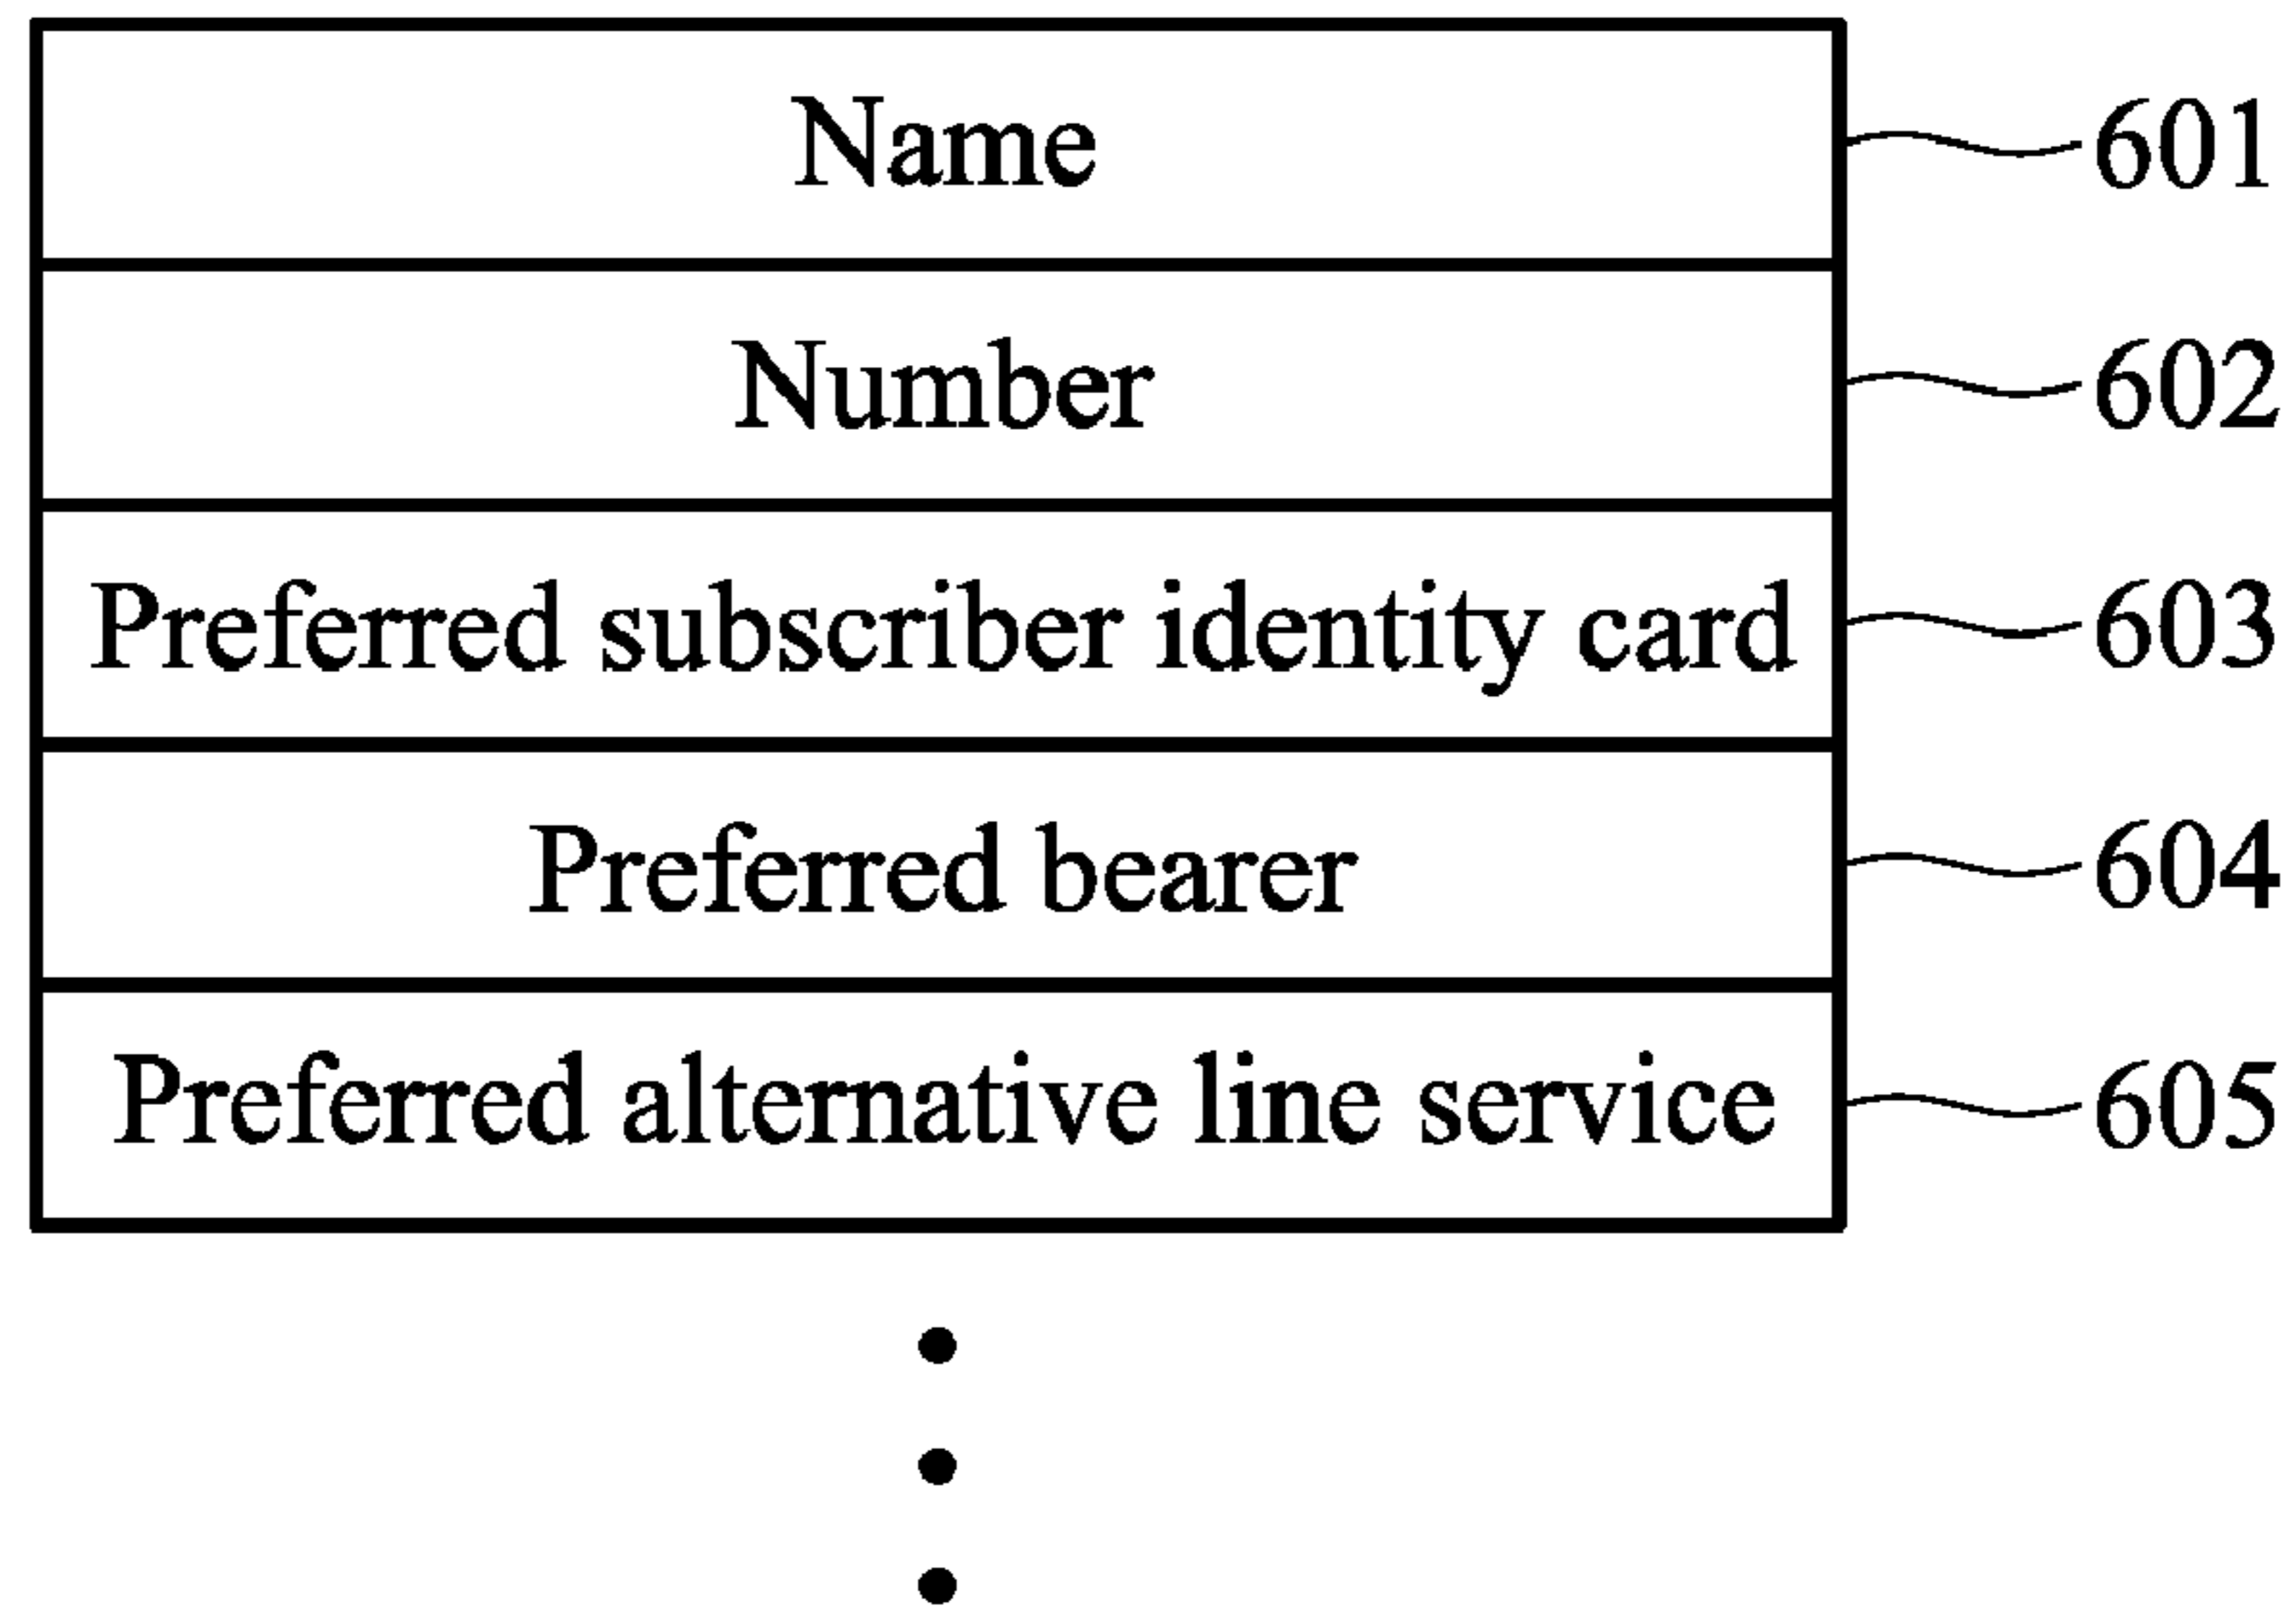 Name 601
Number 602
Preferred subscriber identity card 603
Preferred bearer 604
Preferred alternative line service 605